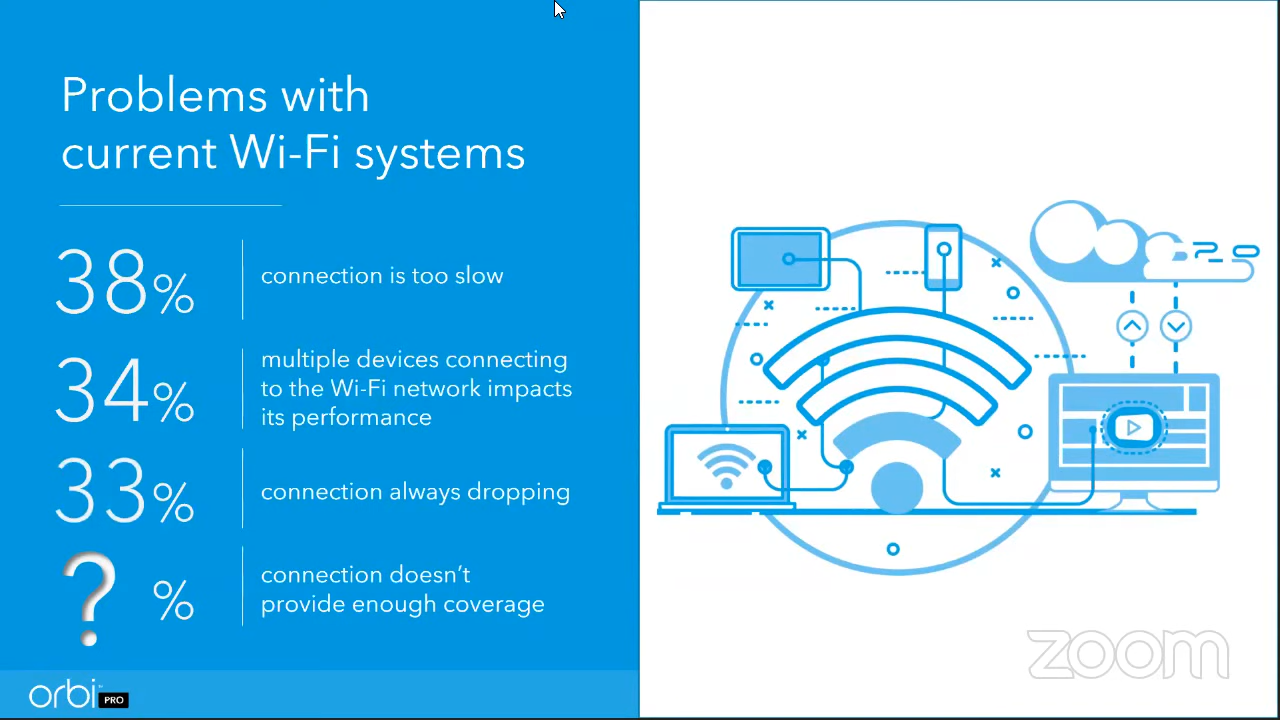 Problems with
current Wi-Fi systems
38%
connection is too slow
34%
multiple devices connecting
to the Wi-Fi network impacts
its performance
33%
connection always dropping
? %
connection doesn't
provide enough coverage
orbi PRO
zoom